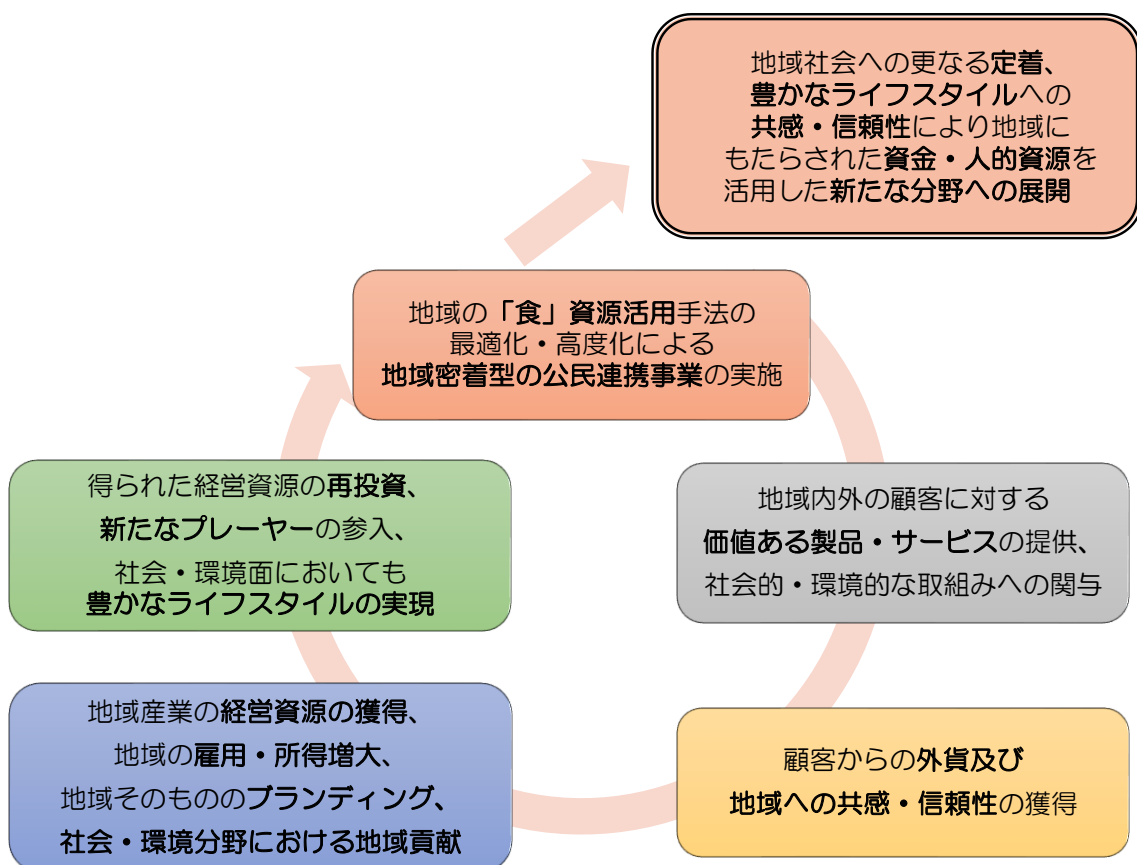 地域社会への更なる定着、
豊かなライフスタイルへの
共感・信頼性により地域に
もたらされた資金・人的資源を
活用した新たな分野への展開
地域の「食」資源活用手法の
最適化・高度化による
地域密着型の公民連携事業の実施
地域内外の顧客に対する
価値ある製品・サービスの提供、
社会的・環境的な取組みへの関与
顧客からの外貨及び
地域への共感・信頼性の獲得
地域産業の経営資源の獲得、
地域の雇用・所得増大、
地域そのもののブランディング、
社会・環境分野における地域貢献
得られた経営資源の再投資、
新たなプレーヤーの参入、
社会・環境面においても
豊かなライフスタイルの実現